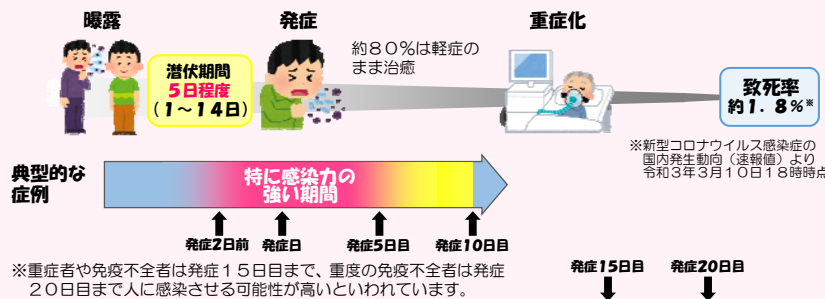 曝露
発症
重症化
潜伏期間
5日程度
（1～14日）
約80％は軽症の
まま治癒
致死率
約1.8％※
※新型コロナウイルス感染症の
国内発生動向（速報値）より
令和3年3月10日18時時点
典型的な
症例
特に感染力の
強い期間
発症2日前
発症日
発症5日目
発症10日目
※重症者や免疫不全者は発症15日目まで、重度の免疫不全者は発症
20日目まで人に感染させる可能性が高いといわれています。
発症15日目
発症20日目